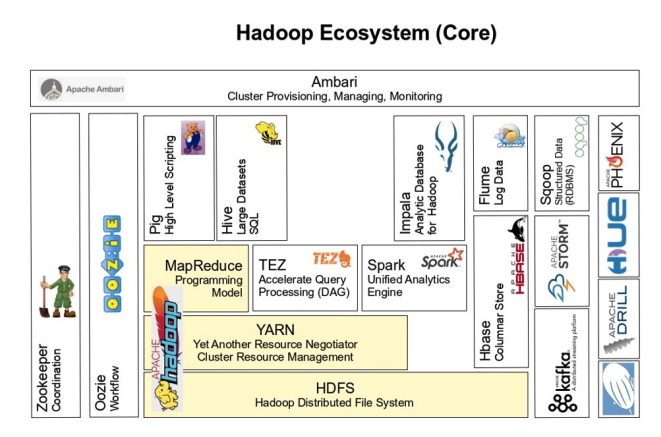 Hadoop Ecosystem (Core)
Apache Ambari
Ambari
Cluster Provisioning, Managing, Monitoring
Zookeeper
Coordination
OOZIE
Oozie
Workflow
Pig
High Level Scripting
HIVE
Hive
Large Datasets
SQL
Impala
Analytic Database
for Hadoop
Flume
Log Data
sqoop
Sqoop
Structured Data
(RDBMS)
APACHE
PHOENIX
MapReduce
Programming
Model
TEZ
TEZ
Accelerate Query
Processing (DAG)
APACHE
Spark
Spark
Unified Analytics
Engine
APACHE
HBASE
Hbase
Columnar Store
APACHE
STORM™
HUE
APACHE
hadoop
YARN
Yet Another Resource Negotiator
Cluster Resource Management
HDFS
Hadoop Distributed File System
kafka
A distributed streaming platform
APACHE
DRILL